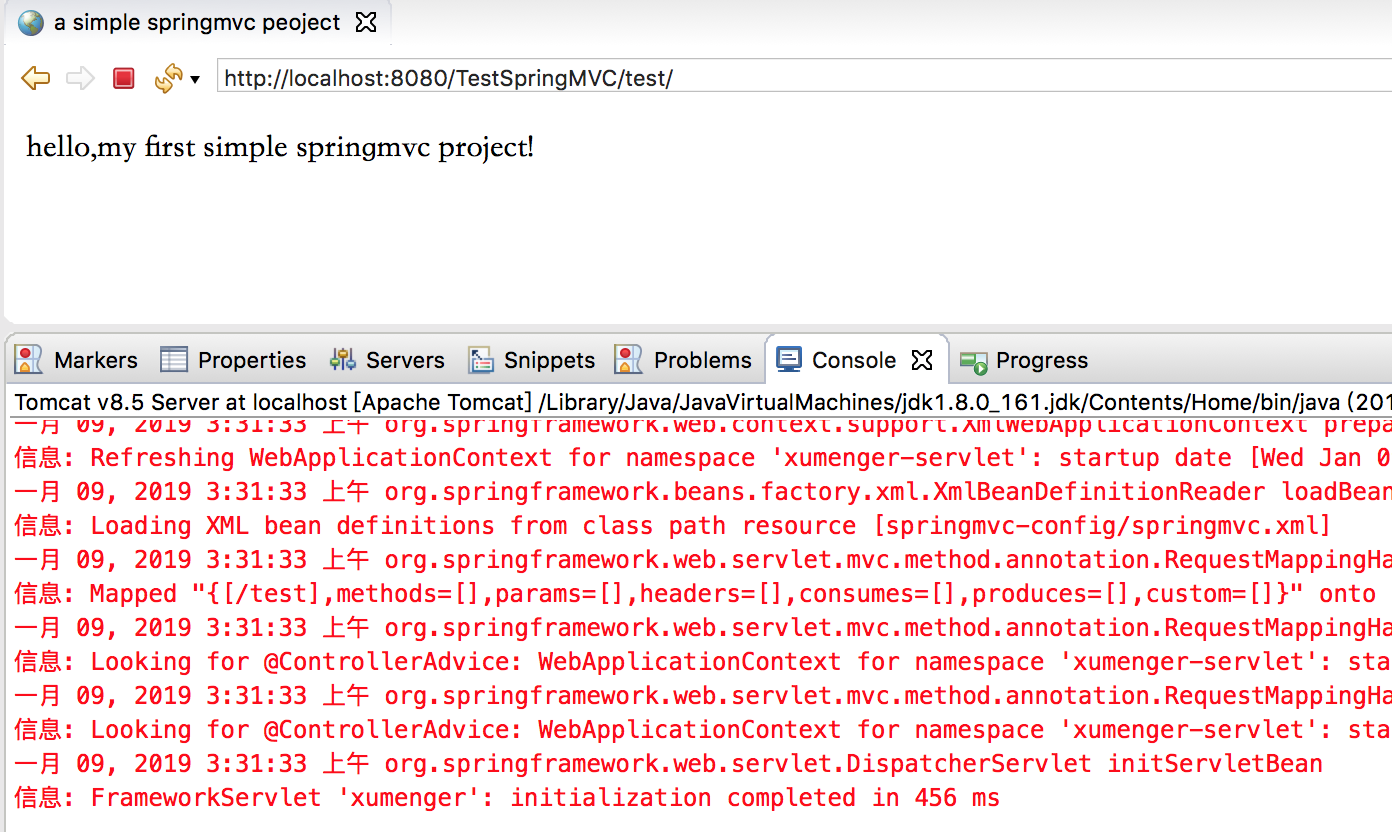 a simple springmvc peoject
http://localhost:8080/TestSpringMVC/test/
hello,my first simple springmvc project!
Markers Properties Servers Snippets Problems Console Progress
Tomcat v8.5 Server at localhost [Apache Tomcat] /Library/Java/JavaVirtualMachines/jdk1.8.0_161.jdk/Contents/Home/bin/java (201
一月 09, 2019 3:31:33 上午 org.springframework.web.context.support.XmlWebApplicationContext prepa
信息: Refreshing WebApplicationContext for namespace 'xumenger-servlet': startup date [Wed Jan 0
一月 09, 2019 3:31:33 上午 org.springframework.beans.factory.xml.XmlBeanDefinitionReader loadBean
信息: Loading XML bean definitions from class path resource [springmvc-config/springmvc.xml]
一月 09, 2019 3:31:33 上午 org.springframework.web.servlet.mvc.method.annotation.RequestMappingHa
信息: Mapped "{[/test],methods=[],params=[],headers=[],consumes=[],produces=[],custom=[]}" onto
一月 09, 2019 3:31:33 上午 org.springframework.web.servlet.mvc.method.annotation.RequestMappingHa
信息: Looking for @ControllerAdvice: WebApplicationContext for namespace 'xumenger-servlet': sta
一月 09, 2019 3:31:33 上午 org.springframework.web.servlet.mvc.method.annotation.RequestMappingHa
信息: Looking for @ControllerAdvice: WebApplicationContext for namespace 'xumenger-servlet': sta
一月 09, 2019 3:31:33 上午 org.springframework.web.servlet.DispatcherServlet initServletBean
信息: FrameworkServlet 'xumenger': initialization completed in 456 ms